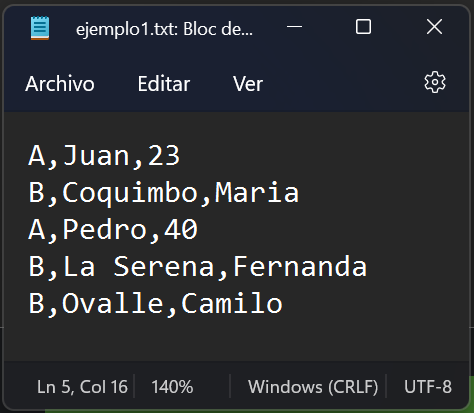 ejemplo1.txt: Bloc de...
Archivo Editar Ver
A,Juan,23
B,Coquimbo,Maria
A,Pedro,40
B,La Serena,Fernanda
B,Ovalle,Camilo
Ln 5, Col 16 140% Windows (CRLF) UTF-8